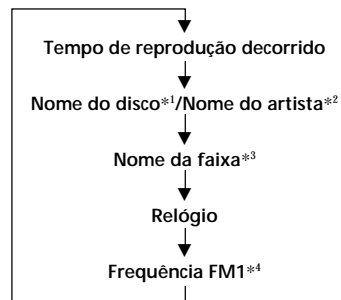 Tempo de reprodução decorrido
Nome do disco*1/Nome do artista*2
Nome da faixa*3
Relógio
Frequência FM1*4